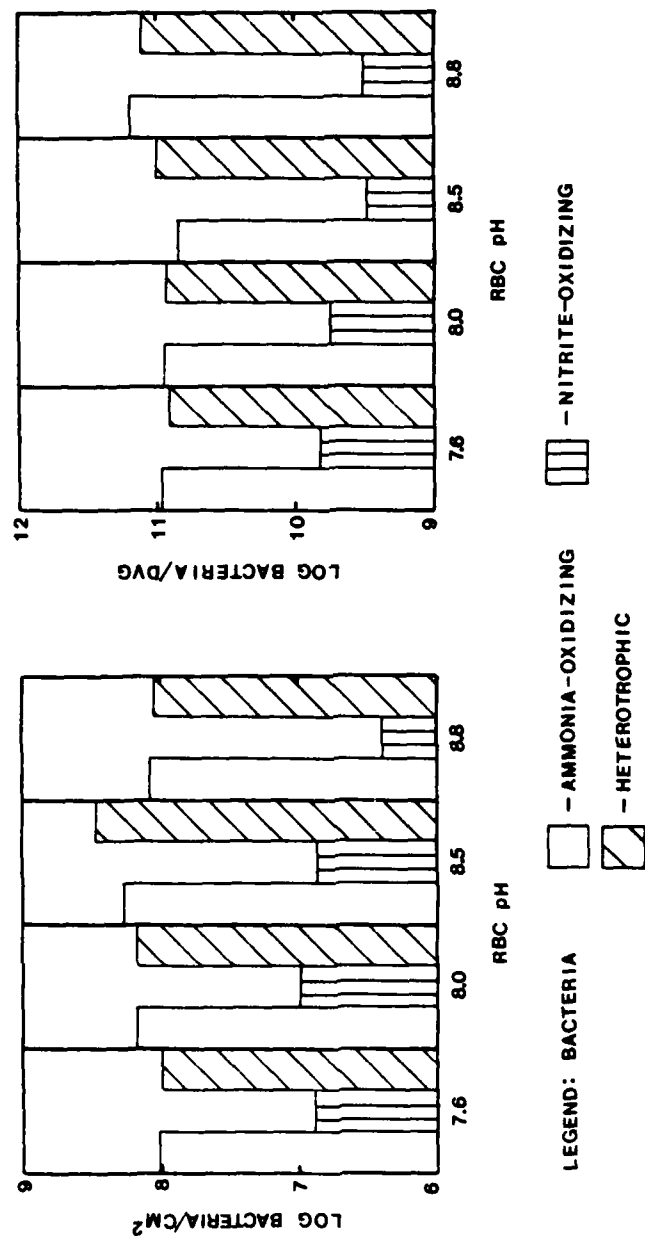 LOG BACTERIA/CM²
9
8
7
6
7.6 8.0 8.5 8.8
RBC pH
LOG BACTERIA/DVG
12
11
10
9
7.6 8.0 8.5 8.8
RBC pH
LEGEND: BACTERIA
– AMMONIA-OXIDIZING
– NITRITE-OXIDIZING
– HETEROTROPHIC